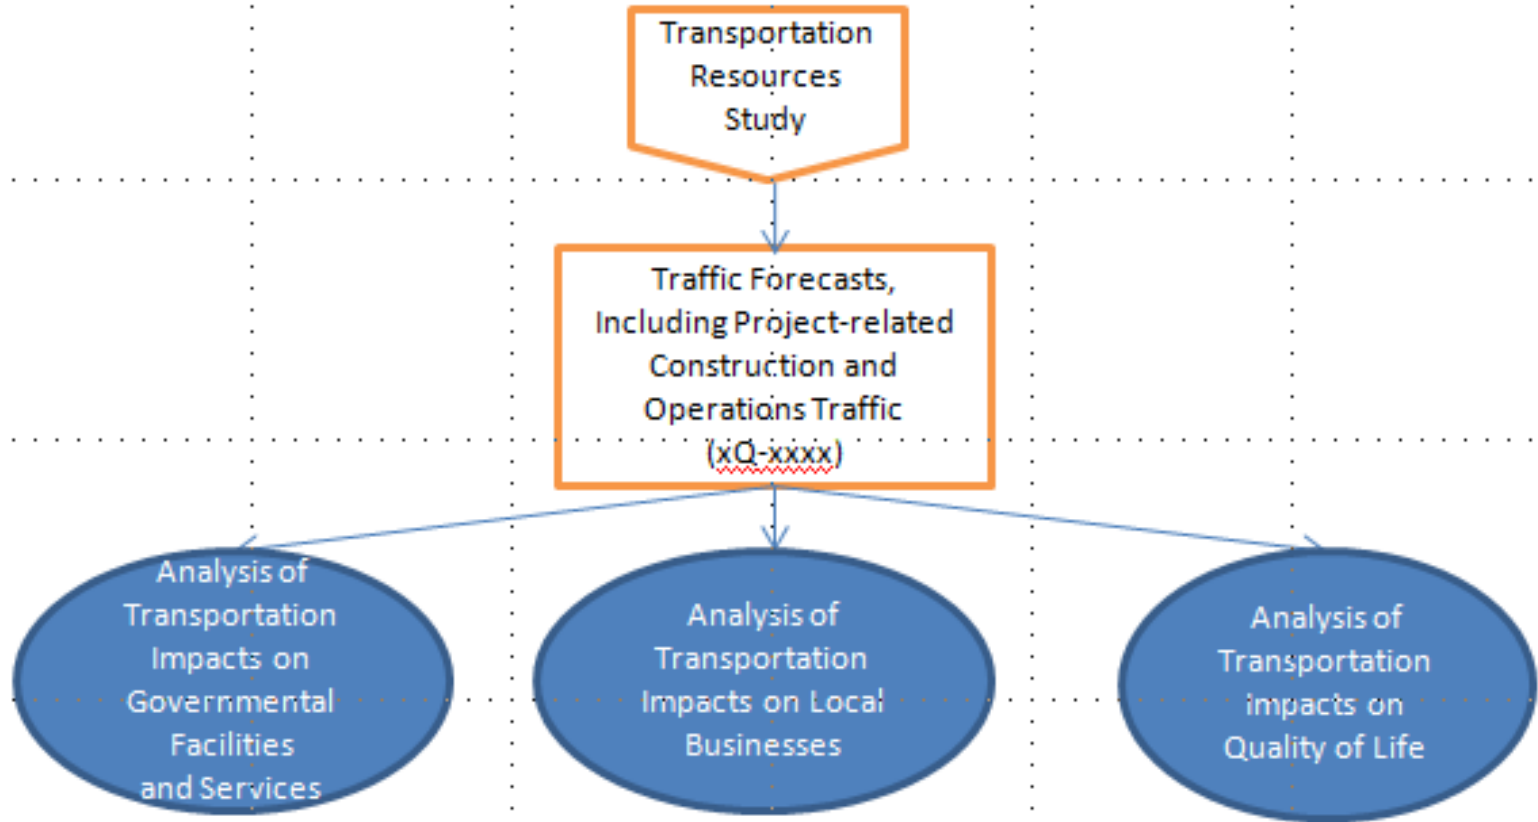 Transportation
Resources
Study
Traffic Forecasts,
Including Project-related
Construction and
Operations Traffic
(xQ-xxxx)
Analysis of
Transportation
Impacts on
Governmental
Facilities
and Services
Analysis of
Transportation
Impacts on Local
Businesses
Analysis of
Transportation
impacts on
Quality of Life